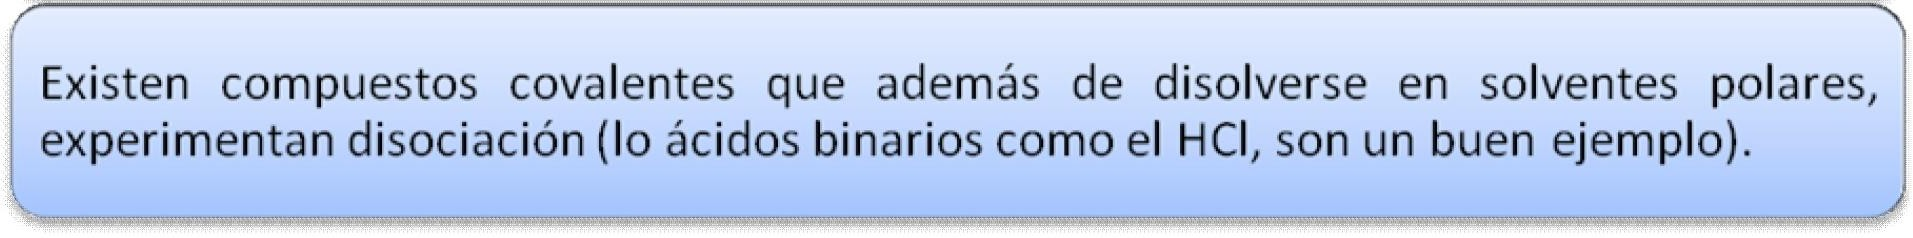 Existen compuestos covalentes que además de disolverse en solventes polares,
experimentan disociación (lo ácidos binarios como el HCl, son un buen ejemplo).